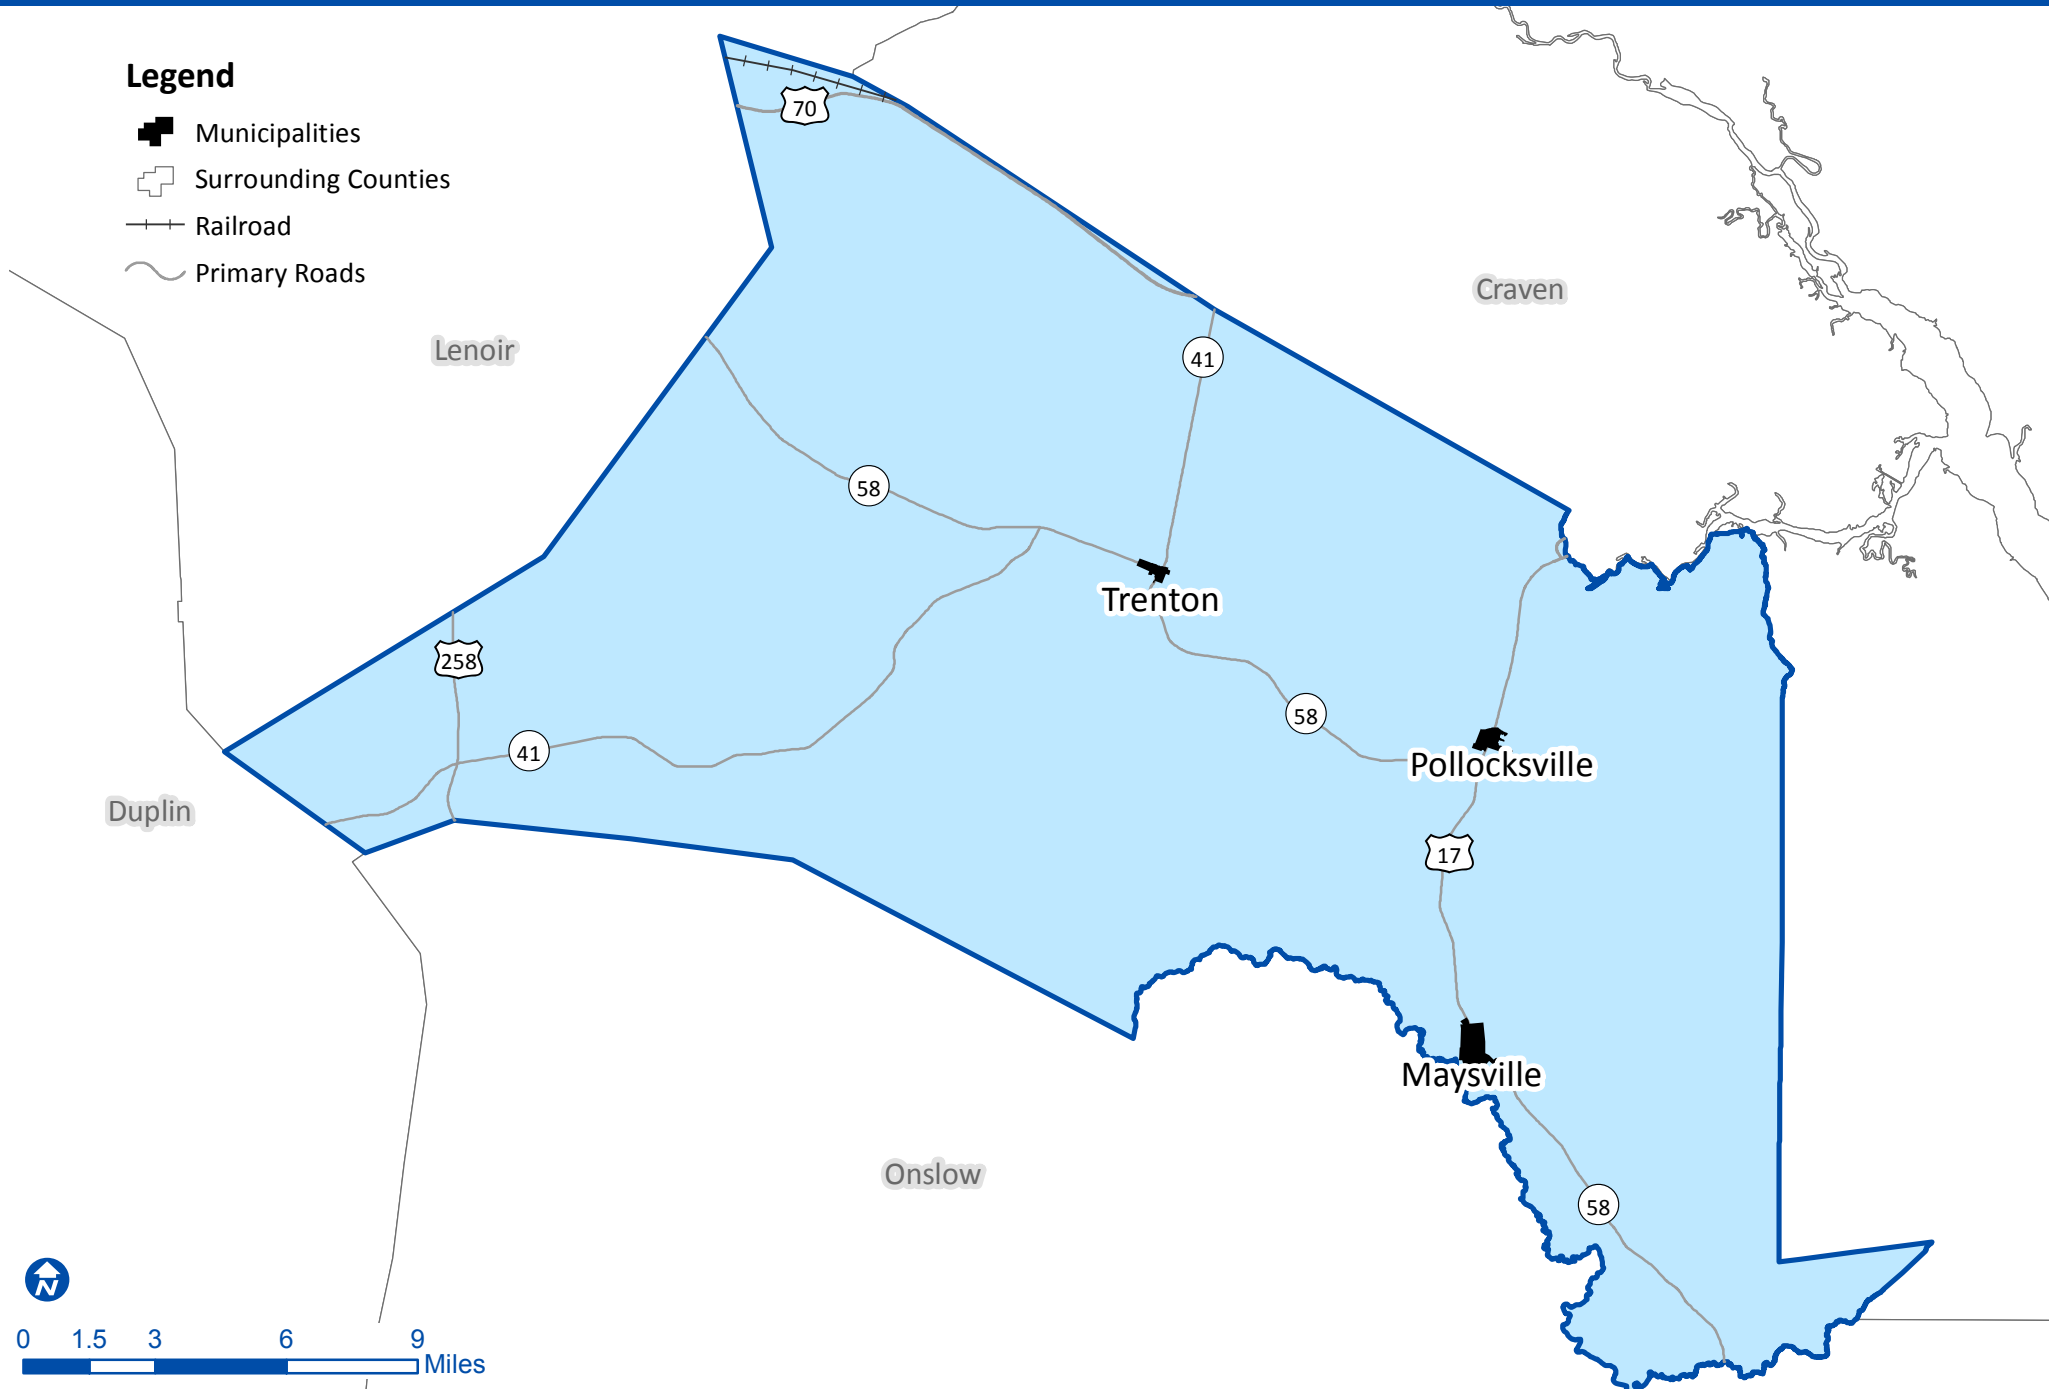 Legend
Municipalities
Surrounding Counties
Railroad
Primary Roads
70
Craven
Lenoir
41
58
Trenton
258
58
41
Pollocksville
Duplin
17
Maysville
Onslow
58
N
0 1.5 3 6 9
Miles